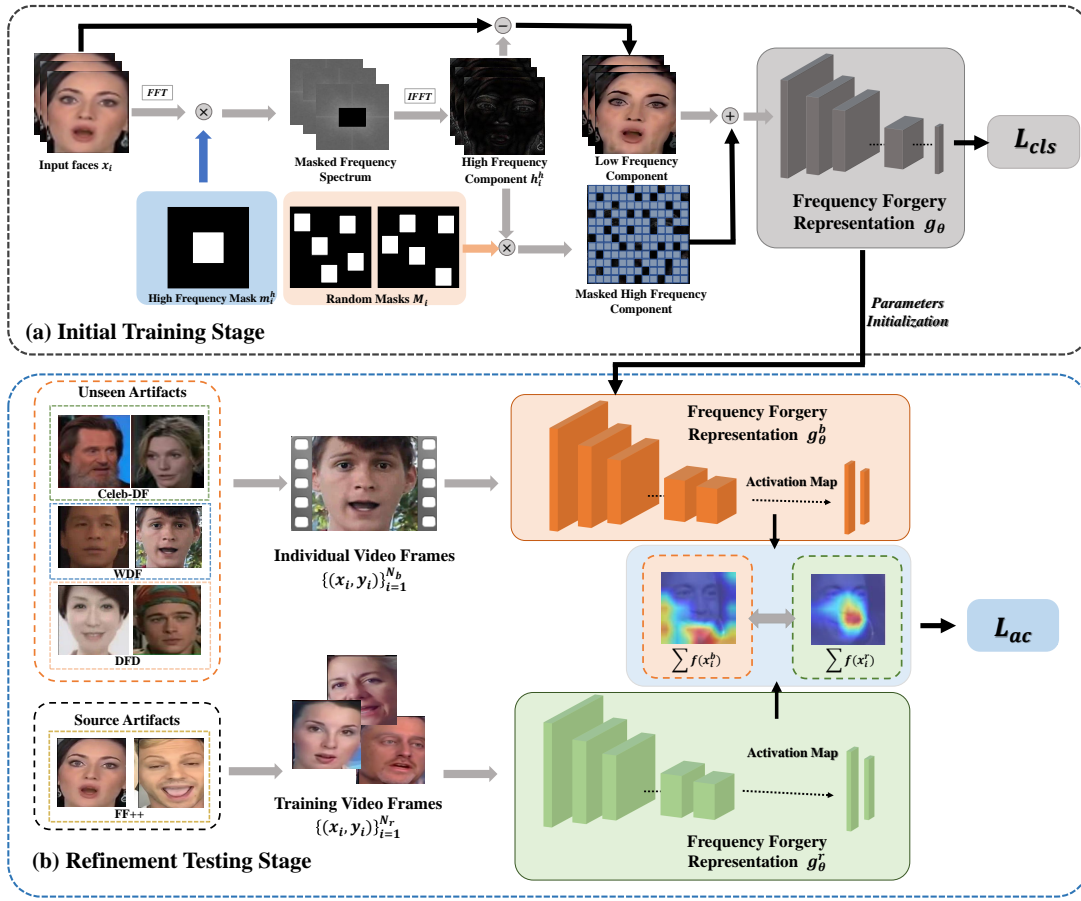 FFT
IFFT
Input faces x_i
Masked Frequency
Spectrum
High Frequency
Component h_i^h
Low Frequency
Component
L_cls
Frequency Forgery
Representation g_θ
High Frequency Mask m_i^h
Random Masks M_i
Masked High Frequency
Component
(a) Initial Training Stage
Parameters
Initialization
Unseen Artifacts
Celeb-DF
WDF
DFD
Individual Video Frames
{(x_i, y_i)}_{i=1}^{N_b}
Frequency Forgery
Representation g_θ^b
Activation Map
∑ f(x_i^b)
∑ f(x_i^r)
L_ac
Source Artifacts
FF++
Training Video Frames
{(x_i, y_i)}_{i=1}^{N_r}
Activation Map
Frequency Forgery
Representation g_θ^r
(b) Refinement Testing Stage